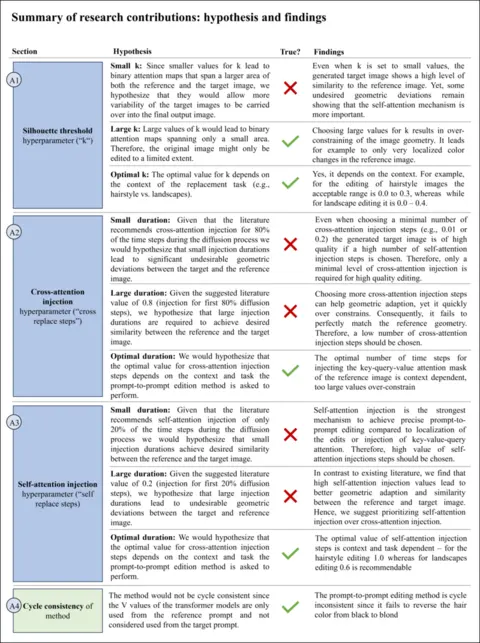 Summary of research contributions: hypothesis and findings
Section Hypothesis True? Findings
A1
Silhouette threshold
hyperparameter ("k")
Small k: Since smaller values for k lead to
binary attention maps that span a larger area of
both the reference and the target image, we
hypothesize that they would allow more
variability of the target images to be carried
over into the final output image.
Even when k is set to small values, the
generated target image shows a high level of
similarity to the reference image. Yet, some
undesired geometric deviations remain
showing that the self-attention mechanism is
more important.
Large k: Large values of k would lead to binary
attention maps spanning only a small area.
Therefore, the original image might only be
edited to a limited extent.
Choosing large values for k results in over-
constraining of the image geometry. It leads
for example to only very localized color
changes in the reference image.
Optimal k: The optimal value for k depends on
the context of the replacement task (e.g.,
hairstyle vs. landscapes).
Yes, it depends on the context. For example,
for the editing of hairstyle images the
acceptable range is 0.0 to 0.3, whereas while
for landscape editing it is 0.0 – 0.4.
A2
Cross-attention
injection
hyperparameter ("cross
replace steps")
Small duration: Given that the literature
recommends cross-attention injection for 80%
of the time steps during the diffusion process we
would hypothesize that small injection durations
lead to significant undesirable geometric
deviations between the target and the reference
image.
Even when choosing a minimal number of
cross-attention injection steps (e.g., 0.01 or
0.2) the generated target image is of high
quality if a high number of self-attention
injection steps is chosen. Therefore, only a
minimal level of cross-attention injection is
required for high quality editing.
Large duration: Given the suggested literature
value of 0.8 (injection for first 80% diffusion
steps), we hypothesize that large injection
durations are required to achieve desired
similarity between the reference and the target
image.
Choosing more cross-attention injection steps
can help geometric adaption, yet it quickly
over constrains. Consequently, it fails to
perfectly match the reference geometry.
Therefore, a low number of cross-attention
injection steps should be chosen.
Optimal duration: We would hypothesize that
the optimal value for cross-attention injection
steps depends on the context and task the
prompt-to-prompt edition method is asked to
perform.
The optimal number of time steps for
injecting the key-query-value attention mask
of the reference image is context dependent,
too large values over-constrain
A3
Self-attention injection
hyperparameter ("self
replace steps)
Small duration: Given that the literature
recommends self-attention injection of only
20% of the time steps during the diffusion
process we would hypothesize that small
injection durations achieve desired similarity
between the reference and the target image.
Self-attention injection is the strongest
mechanism to achieve precise prompt-to-
prompt editing compared to localization of
the edits or injection of key-value-query
attention. Therefore, high value of self-
attention injections steps should be chosen.
Large duration: Given the suggested literature
value of 0.2 (injection for first 20% diffusion
steps), we hypothesize that large injection
durations lead to undesirable geometric
deviations between the target and reference
image.
In contrast to existing literature, we find that
high self-attention injection values lead to
better geometric adaption and similarity
between the reference and target image.
Hence, we suggest prioritizing self-attention
injection over cross-attention injection.
Optimal duration: We would hypothesize that
the optimal value for cross-attention injection
steps depends on the context and task the
prompt-to-prompt edition method is asked to
perform.
The optimal value of self-attention injection
steps is context and task dependent – for the
hairstyle editing 1.0 whereas for landscapes
editing 0.6 is recommendable
A4
Cycle consistency of
method
The method would not be cycle consistent since
the V values of the transformer models are only
used from the reference prompt and not
considered used from the target prompt.
The prompt-to-prompt editing method is cycle
inconsistent since it fails to reverse the hair
color from black to blond